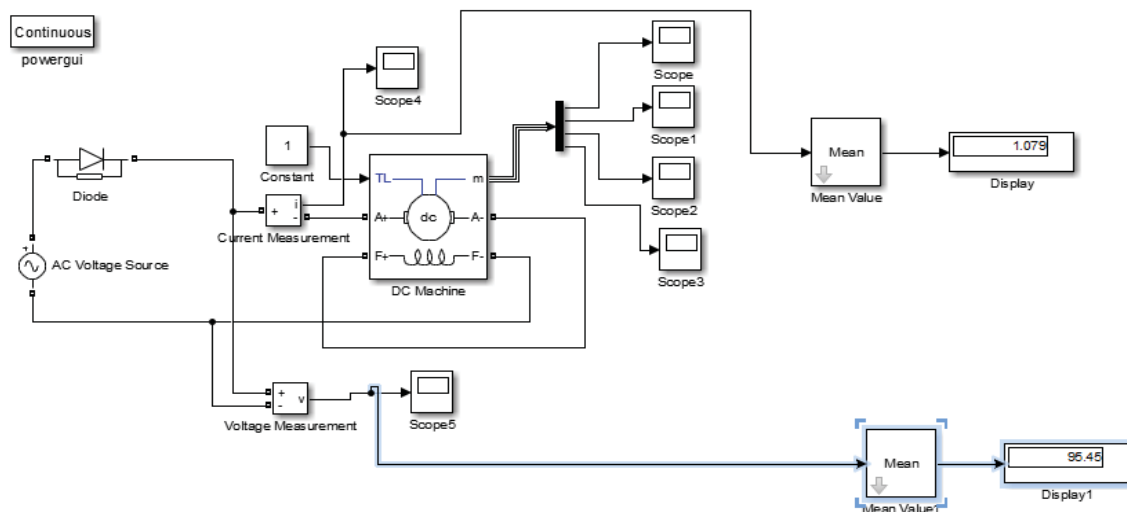 Continuous
powergui
Scope
Scope4
Scope1
1
Constant
TL
m
Mean
1.079
Diode
Mean Value
Display
Scope2
+
i
-
A+
dc
A-
Current Measurement
+
AC Voltage Source
F+
F-
Scope3
DC Machine
+
-
v
Voltage Measurement
Scope5
Mean
95.45
Mean Value1
Display1